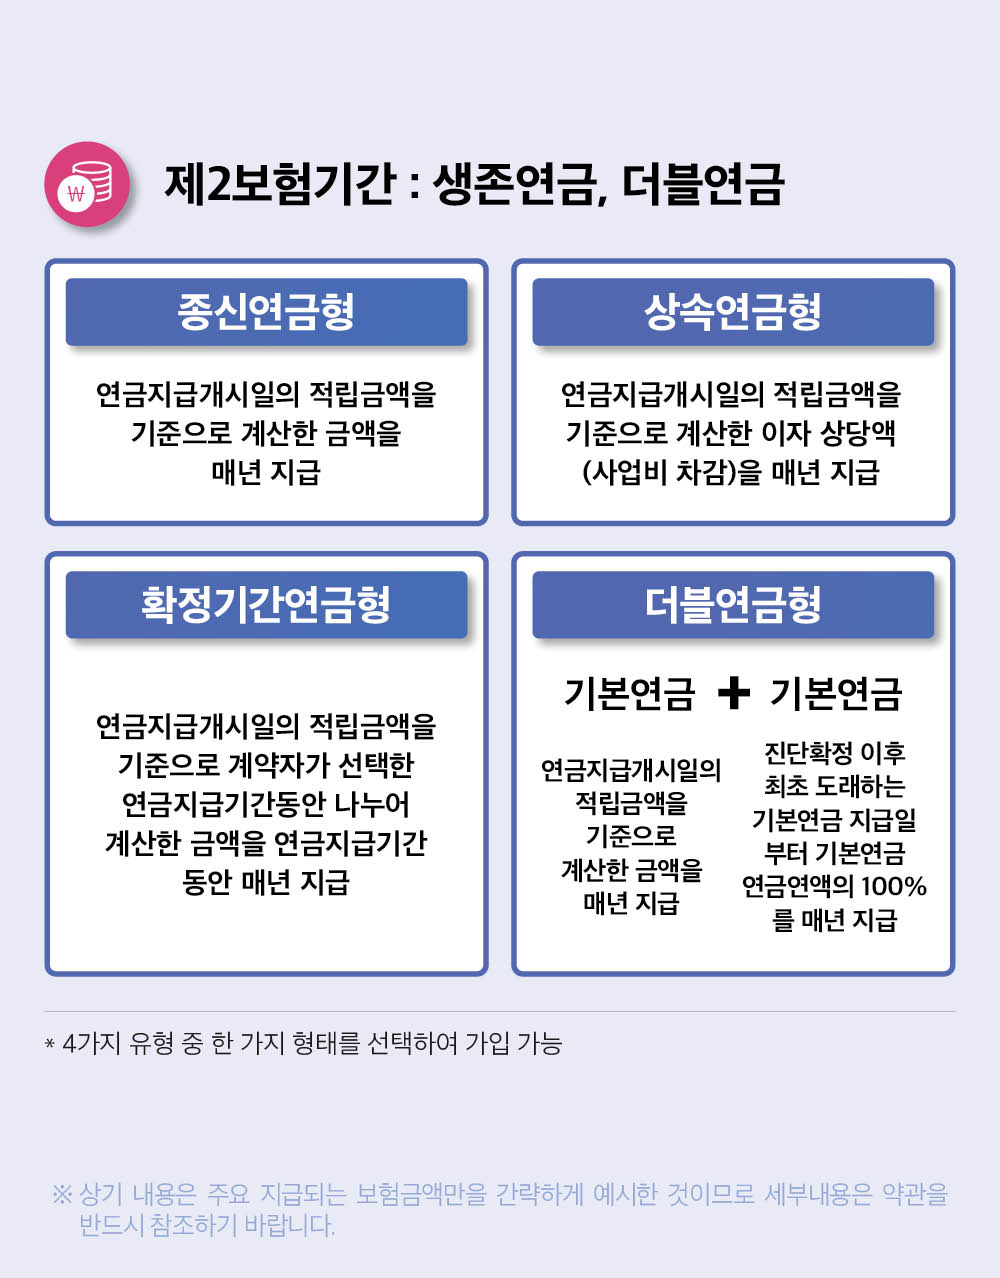 ₩
제2보험기간 : 생존연금, 더블연금
종신연금형
연금지급개시일의 적립금액을
기준으로 계산한 금액을
매년 지급
상속연금형
연금지급개시일의 적립금액을
기준으로 계산한 이자 상당액
(사업비 차감)을 매년 지급
확정기간연금형
연금지급개시일의 적립금액을
기준으로 계약자가 선택한
연금지급기간동안 나누어
계산한 금액을 연금지급기간
동안 매년 지급
더블연금형
기본연금 + 기본연금
연금지급개시일의
적립금액을
기준으로
계산한 금액을
매년 지급
진단확정 이후
최초 도래하는
기본연금 지급일
부터 기본연금
연금연액의 100%
를 매년 지급
* 4가지 유형 중 한 가지 형태를 선택하여 가입 가능
※ 상기 내용은 주요 지급되는 보험금액만을 간략하게 예시한 것이므로 세부내용은 약관을
반드시 참조하기 바랍니다.